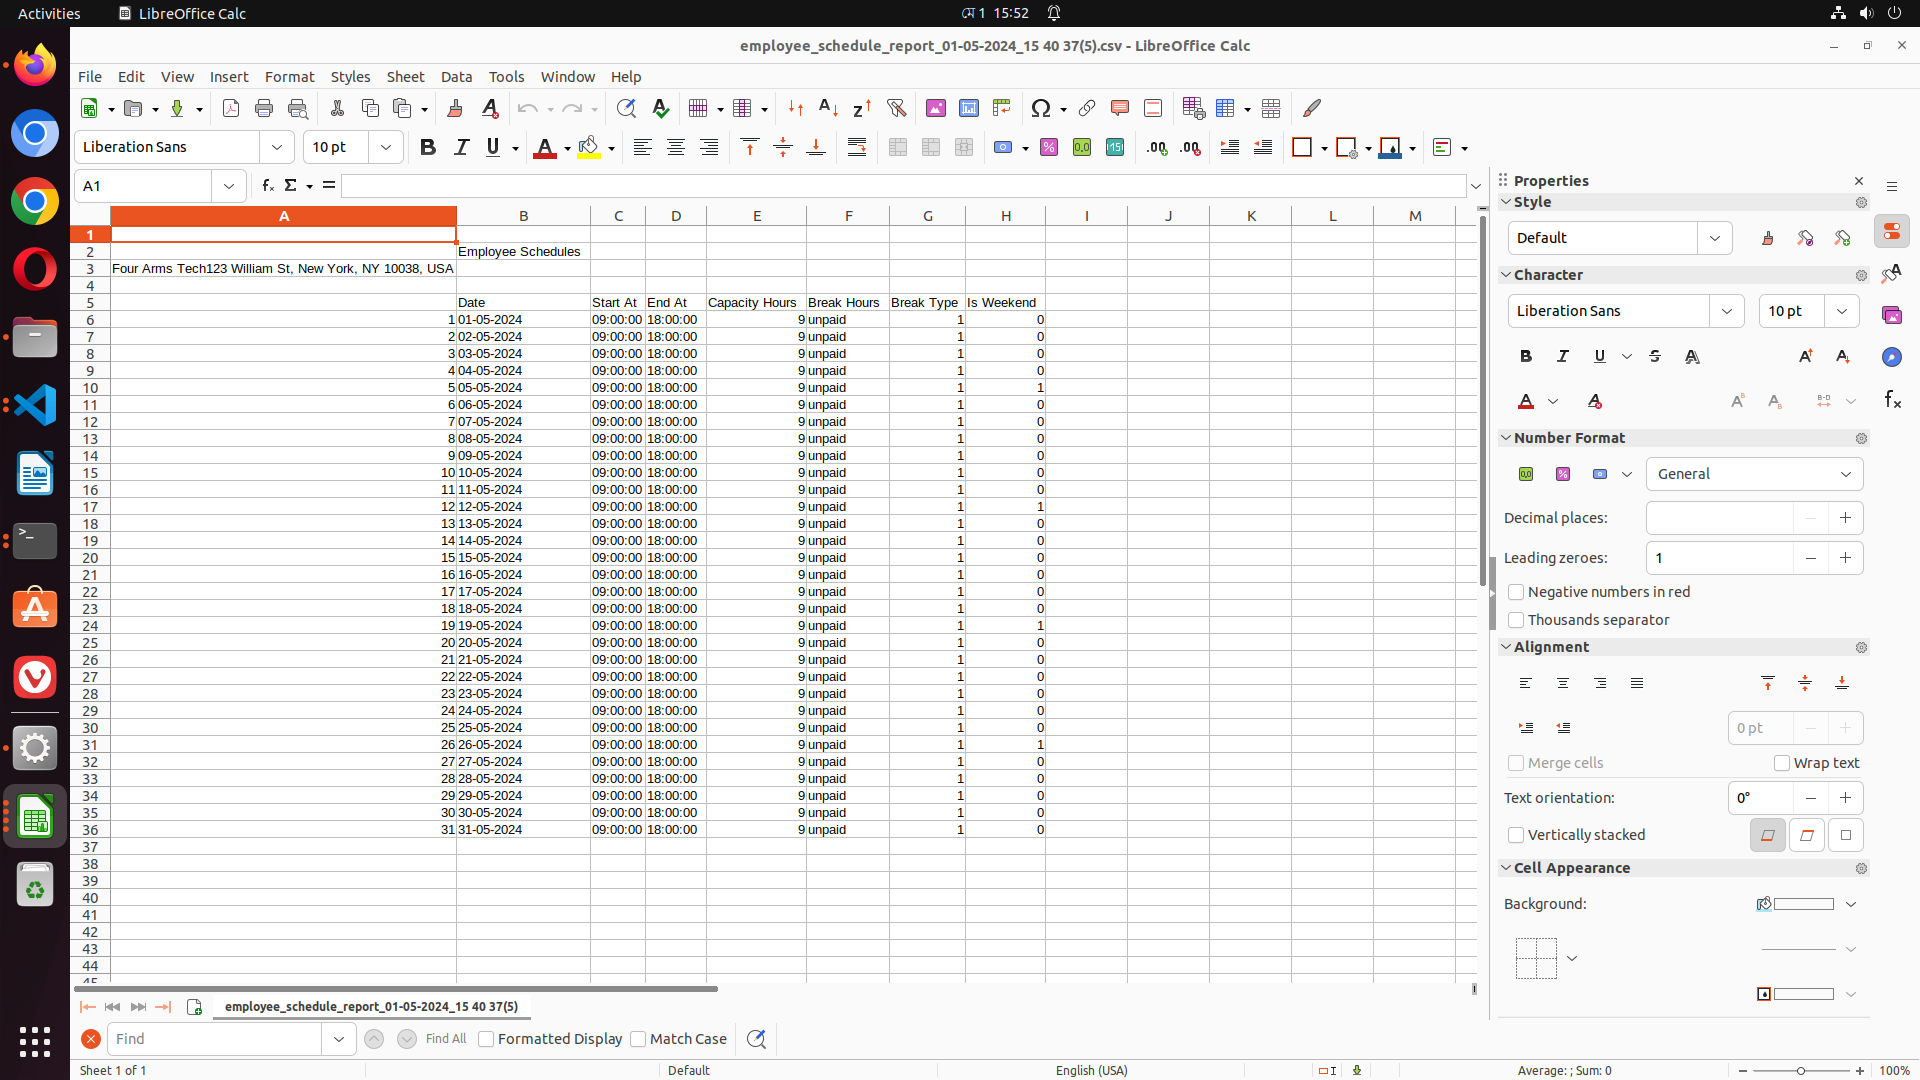 Activities LibreOffice Calc 1 15:52
employee_schedule_report_01-05-2024_15 40 37(5).csv - LibreOffice Calc
File Edit View Insert Format Styles Sheet Data Tools Window Help
Liberation Sans 10 pt
A1
A B C D E F G H I J K L M
1
2 Employee Schedules
3 Four Arms Tech123 William St, New York, NY 10038, USA
4
5 Date Start At End At Capacity Hours Break Hours Break Type Is Weekend
6 1 01-05-2024 09:00:00 18:00:00 9 unpaid 1 0
7 2 02-05-2024 09:00:00 18:00:00 9 unpaid 1 0
8 3 03-05-2024 09:00:00 18:00:00 9 unpaid 1 0
9 4 04-05-2024 09:00:00 18:00:00 9 unpaid 1 0
10 5 05-05-2024 09:00:00 18:00:00 9 unpaid 1 1
11 6 06-05-2024 09:00:00 18:00:00 9 unpaid 1 0
12 7 07-05-2024 09:00:00 18:00:00 9 unpaid 1 0
13 8 08-05-2024 09:00:00 18:00:00 9 unpaid 1 0
14 9 09-05-2024 09:00:00 18:00:00 9 unpaid 1 0
15 10 10-05-2024 09:00:00 18:00:00 9 unpaid 1 0
16 11 11-05-2024 09:00:00 18:00:00 9 unpaid 1 0
17 12 12-05-2024 09:00:00 18:00:00 9 unpaid 1 1
18 13 13-05-2024 09:00:00 18:00:00 9 unpaid 1 0
19 14 14-05-2024 09:00:00 18:00:00 9 unpaid 1 0
20 15 15-05-2024 09:00:00 18:00:00 9 unpaid 1 0
21 16 16-05-2024 09:00:00 18:00:00 9 unpaid 1 0
22 17 17-05-2024 09:00:00 18:00:00 9 unpaid 1 0
23 18 18-05-2024 09:00:00 18:00:00 9 unpaid 1 0
24 19 19-05-2024 09:00:00 18:00:00 9 unpaid 1 1
25 20 20-05-2024 09:00:00 18:00:00 9 unpaid 1 0
26 21 21-05-2024 09:00:00 18:00:00 9 unpaid 1 0
27 22 22-05-2024 09:00:00 18:00:00 9 unpaid 1 0
28 23 23-05-2024 09:00:00 18:00:00 9 unpaid 1 0
29 24 24-05-2024 09:00:00 18:00:00 9 unpaid 1 0
30 25 25-05-2024 09:00:00 18:00:00 9 unpaid 1 0
31 26 26-05-2024 09:00:00 18:00:00 9 unpaid 1 1
32 27 27-05-2024 09:00:00 18:00:00 9 unpaid 1 0
33 28 28-05-2024 09:00:00 18:00:00 9 unpaid 1 0
34 29 29-05-2024 09:00:00 18:00:00 9 unpaid 1 0
35 30 30-05-2024 09:00:00 18:00:00 9 unpaid 1 0
36 31 31-05-2024 09:00:00 18:00:00 9 unpaid 1 0
37
38
39
40
41
42
43
44
45
Properties
Style
Default
Character
Liberation Sans 10 pt
Number Format
General
Decimal places:
Leading zeroes: 1
Negative numbers in red
Thousands separator
Alignment
0 pt
Merge cells Wrap text
Text orientation: 0°
Vertically stacked
Cell Appearance
Background:
employee_schedule_report_01-05-2024_15 40 37(5)
Find Find All Formatted Display Match Case
Sheet 1 of 1 Default English (USA) Average: ; Sum: 0 100%